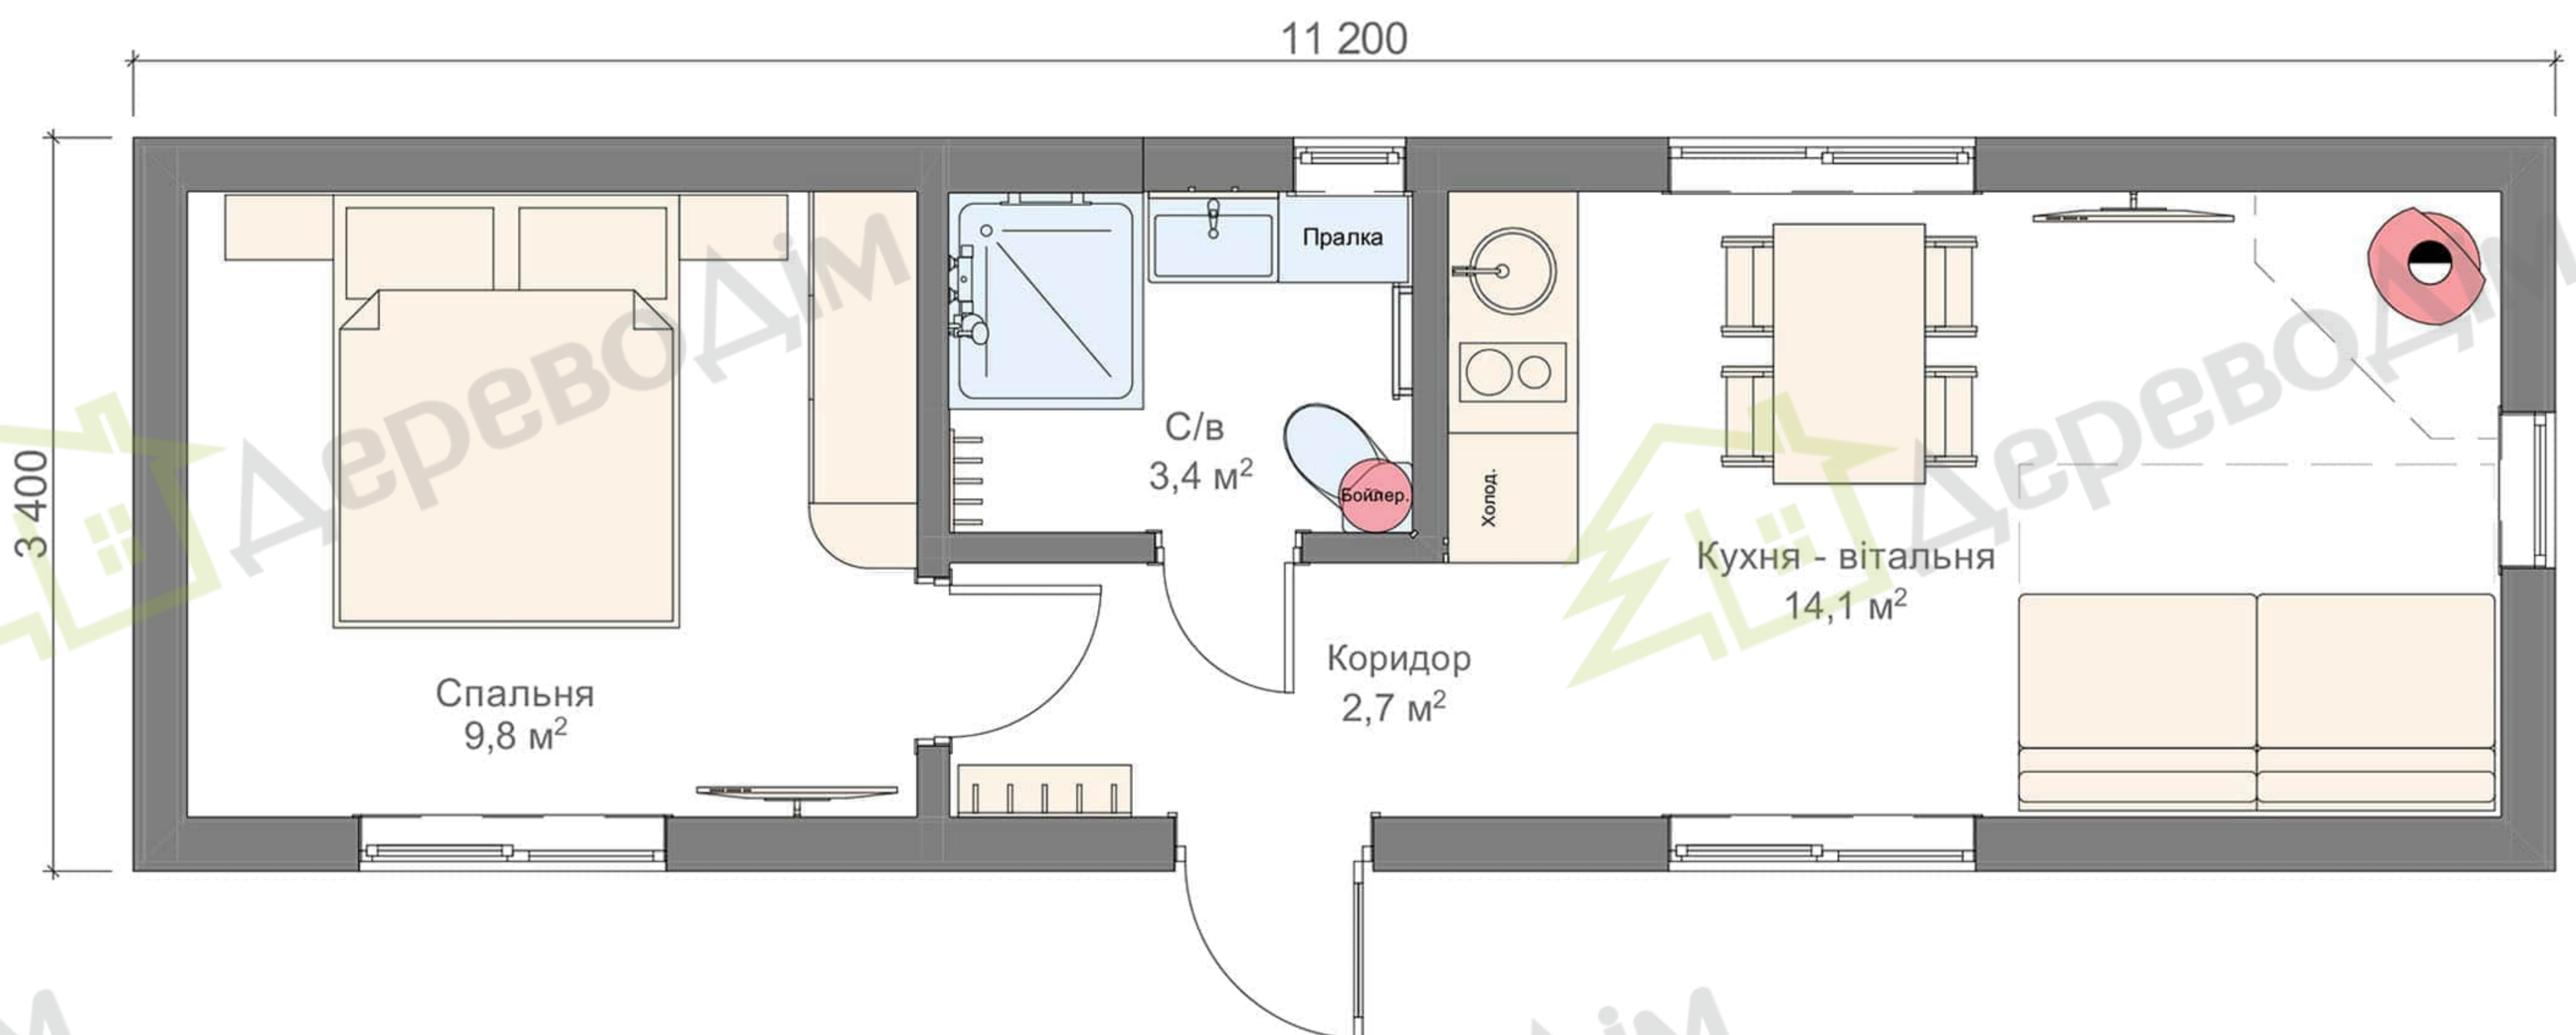 11 200
3 400
Пралка
С/в
3,4 м²
Бойлер.
Холод.
Кухня - вітальня
14,1 м²
Коридор
2,7 м²
Спальня
9,8 м²
ДеревоДім
ДеревоДім
ім